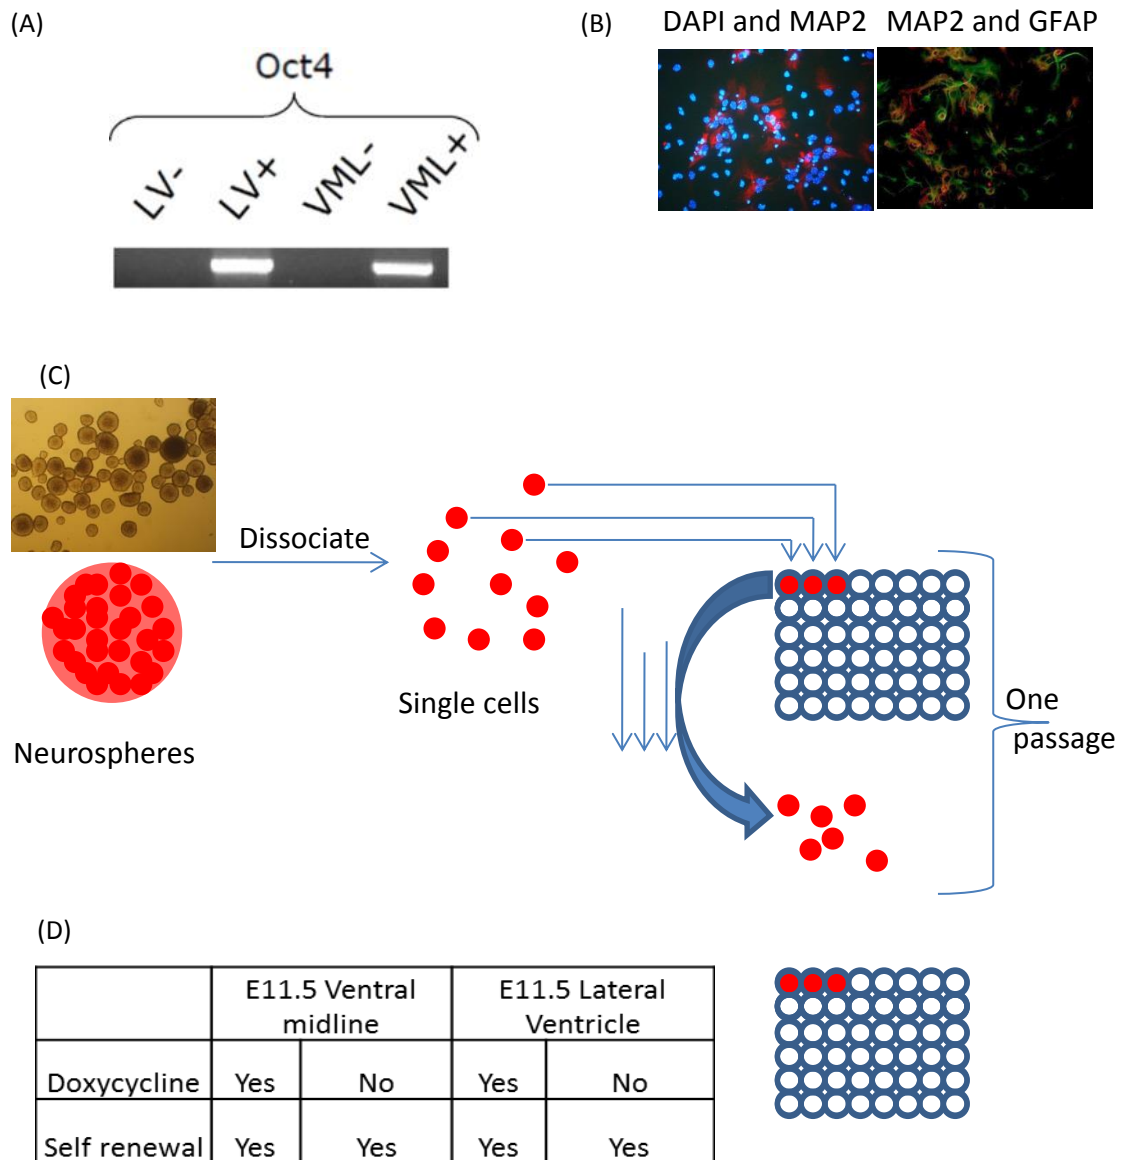 (A)
Oct4
LV- LV+ VML- VML+
(B)
DAPI and MAP2 MAP2 and GFAP
(C)
Dissociate
Single cells
Neurospheres
One
passage
(D)
E11.5 Ventral
midline
E11.5 Lateral
Ventricle
Doxycycline Yes No Yes No
Self renewal Yes Yes Yes Yes